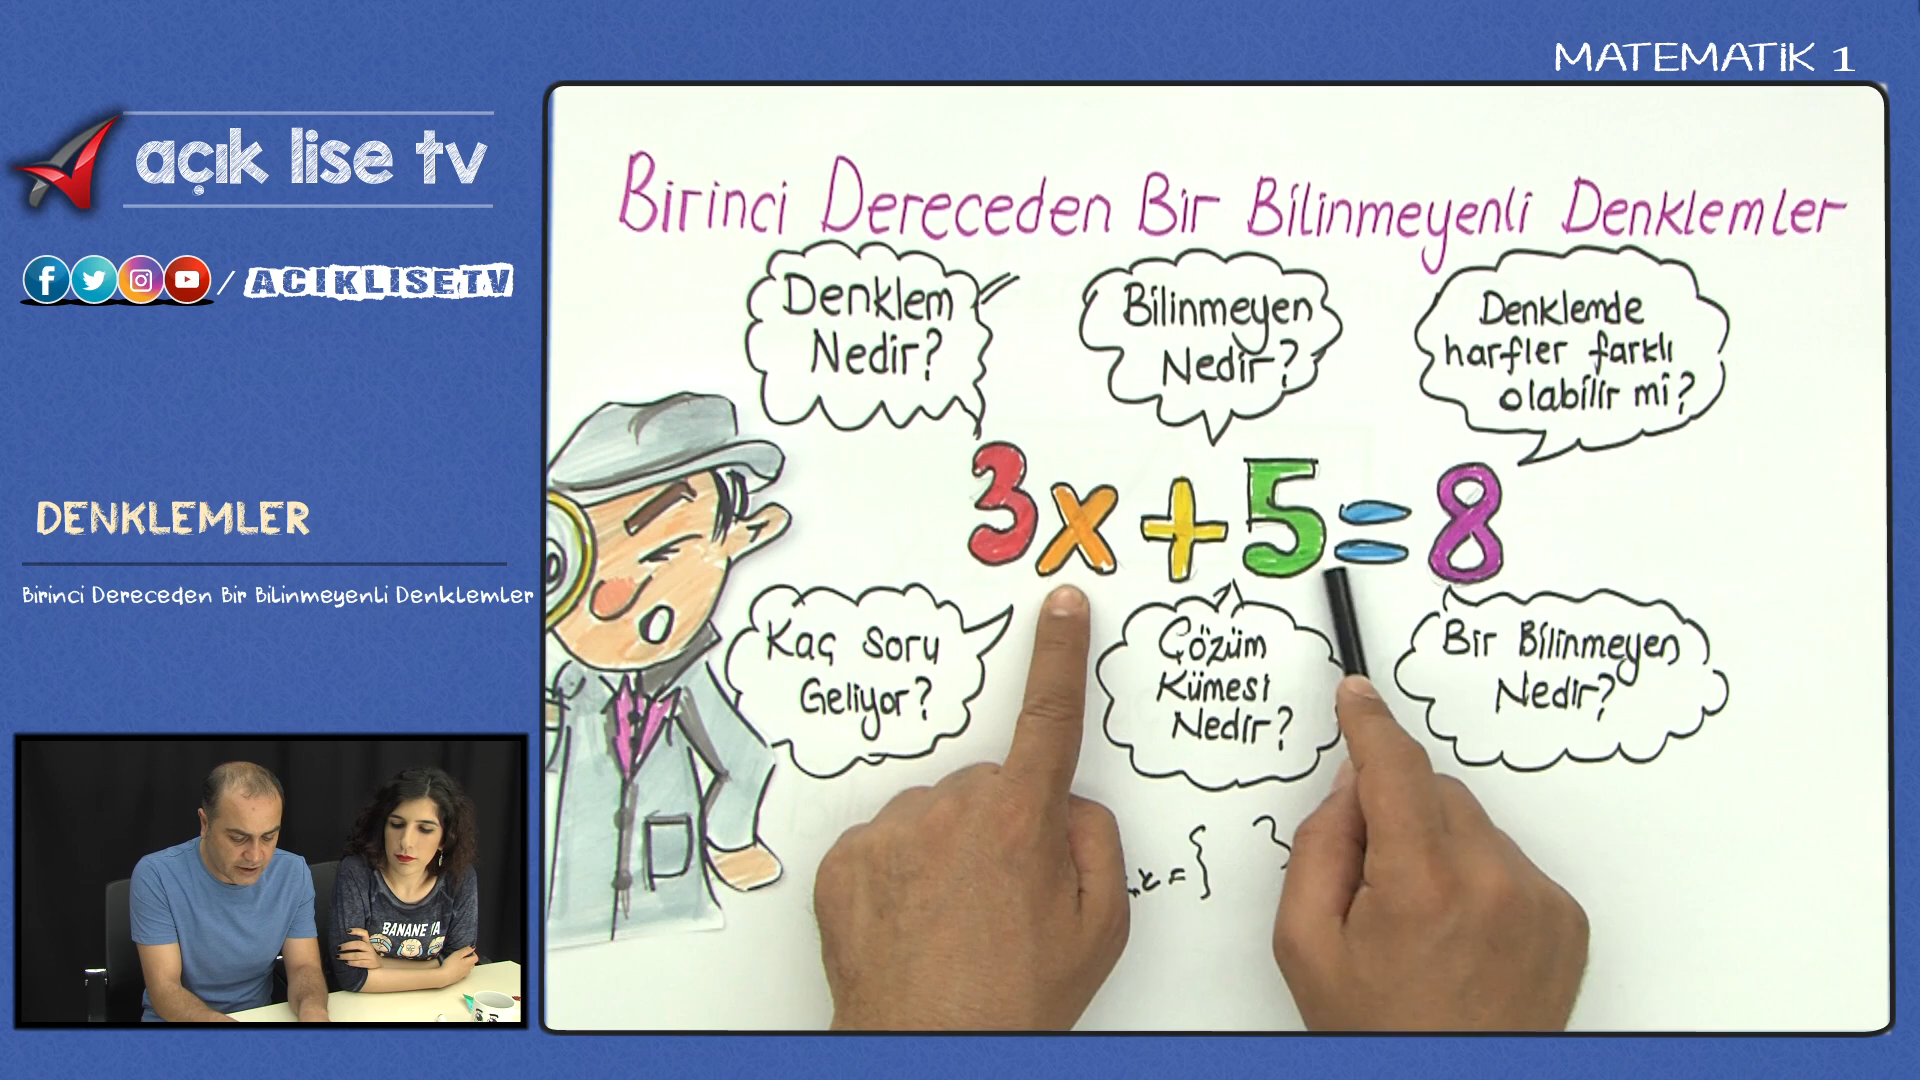 MATEMATİK 1
açık lise tv
/ ACIKLISETV
DENKLEMLER
Birinci Dereceden Bir Bilinmeyenli Denklemler
Birinci Dereceden Bir Bilinmeyenli Denklemler
Denklem
Nedir?
Bilinmeyen
Nedir?
Denklemde
harfler farklı
olabilir mi?
3x+5=8
Kaç soru
Geliyor?
Çözüm
Kümesi
Nedir?
Bir Bilinmeyen
Nedir?
={ }
BANANE YA